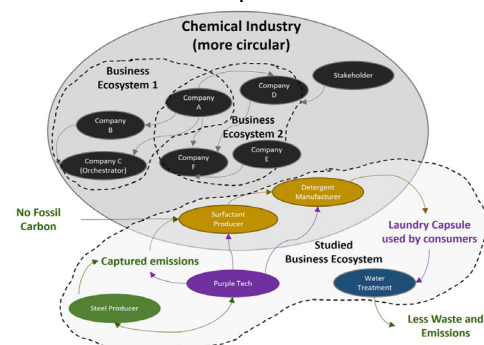 Chemical Industry
(more circular)
Business
Ecosystem 1
Company
A
Company
D
Stakeholder
Company
B
Business
Ecosystem 2
Company C
(Orchestrator)
Company
F
Company
E
Detergent
Manufacturer
No Fossil
Carbon
Surfactant
Producer
Laundry Capsule
used by consumers
Studied
Business Ecosystem
Captured emissions
Purple Tech
Water
Treatment
Steel Producer
Less Waste and
Emissions